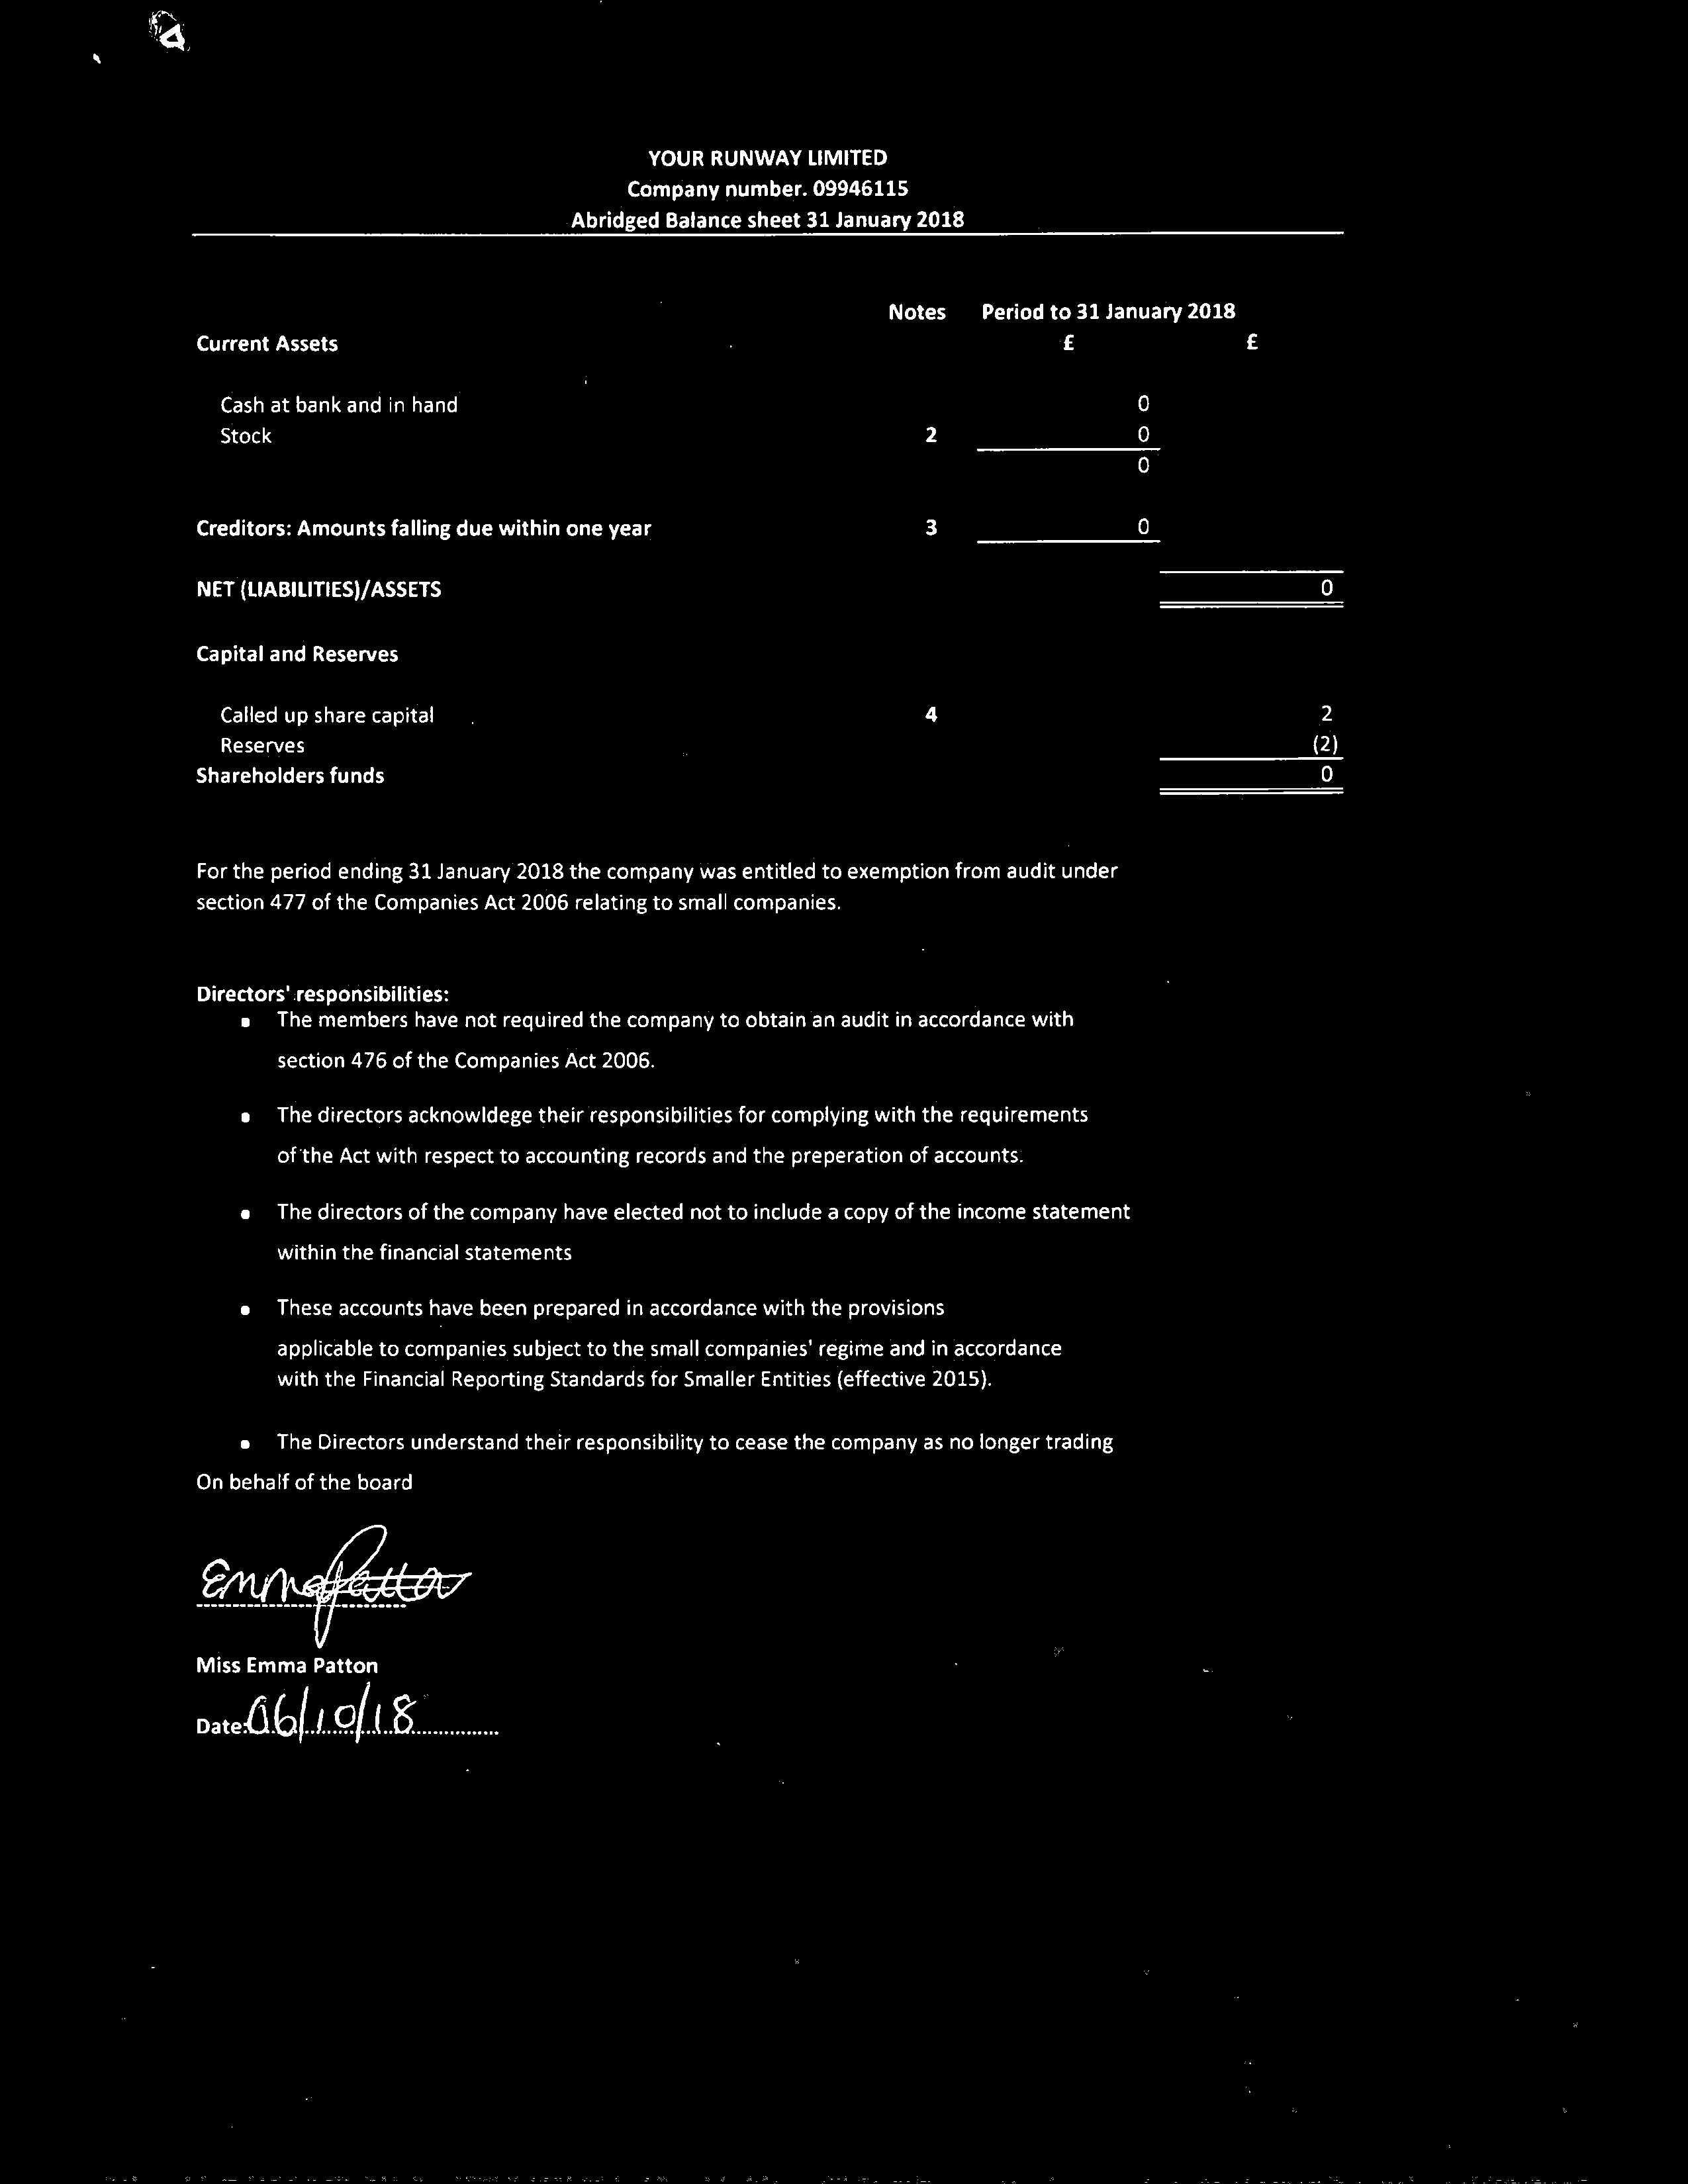 YOUR RUNWAY LIMITED
Company number. 09946115
Abridged Balance sheet 31 January 2018
Notes Period to 31 January 2018
Current Assets £ £
Cash at bank and in hand 0
Stock 2 0
0
Creditors: Amounts falling due within one year 3 0
NET (LIABILITIES)/ASSETS 0
Capital and Reserves
Called up share capital 4 2
Reserves (2)
Shareholders funds 0
For the period ending 31 January 2018 the company was entitled to exemption from audit under
section 477 of the Companies Act 2006 relating to small companies.
Directors' responsibilities:
▪ The members have not required the company to obtain an audit in accordance with
section 476 of the Companies Act 2006.
▪ The directors acknowldege their responsibilities for complying with the requirements
of the Act with respect to accounting records and the preperation of accounts.
▪ The directors of the company have elected not to include a copy of the income statement
within the financial statements
▪ These accounts have been prepared in accordance with the provisions
applicable to companies subject to the small companies' regime and in accordance
with the Financial Reporting Standards for Smaller Entities (effective 2015).
▪ The Directors understand their responsibility to cease the company as no longer trading
On behalf of the board
Emma Patton
Miss Emma Patton
Date: 06/10/18